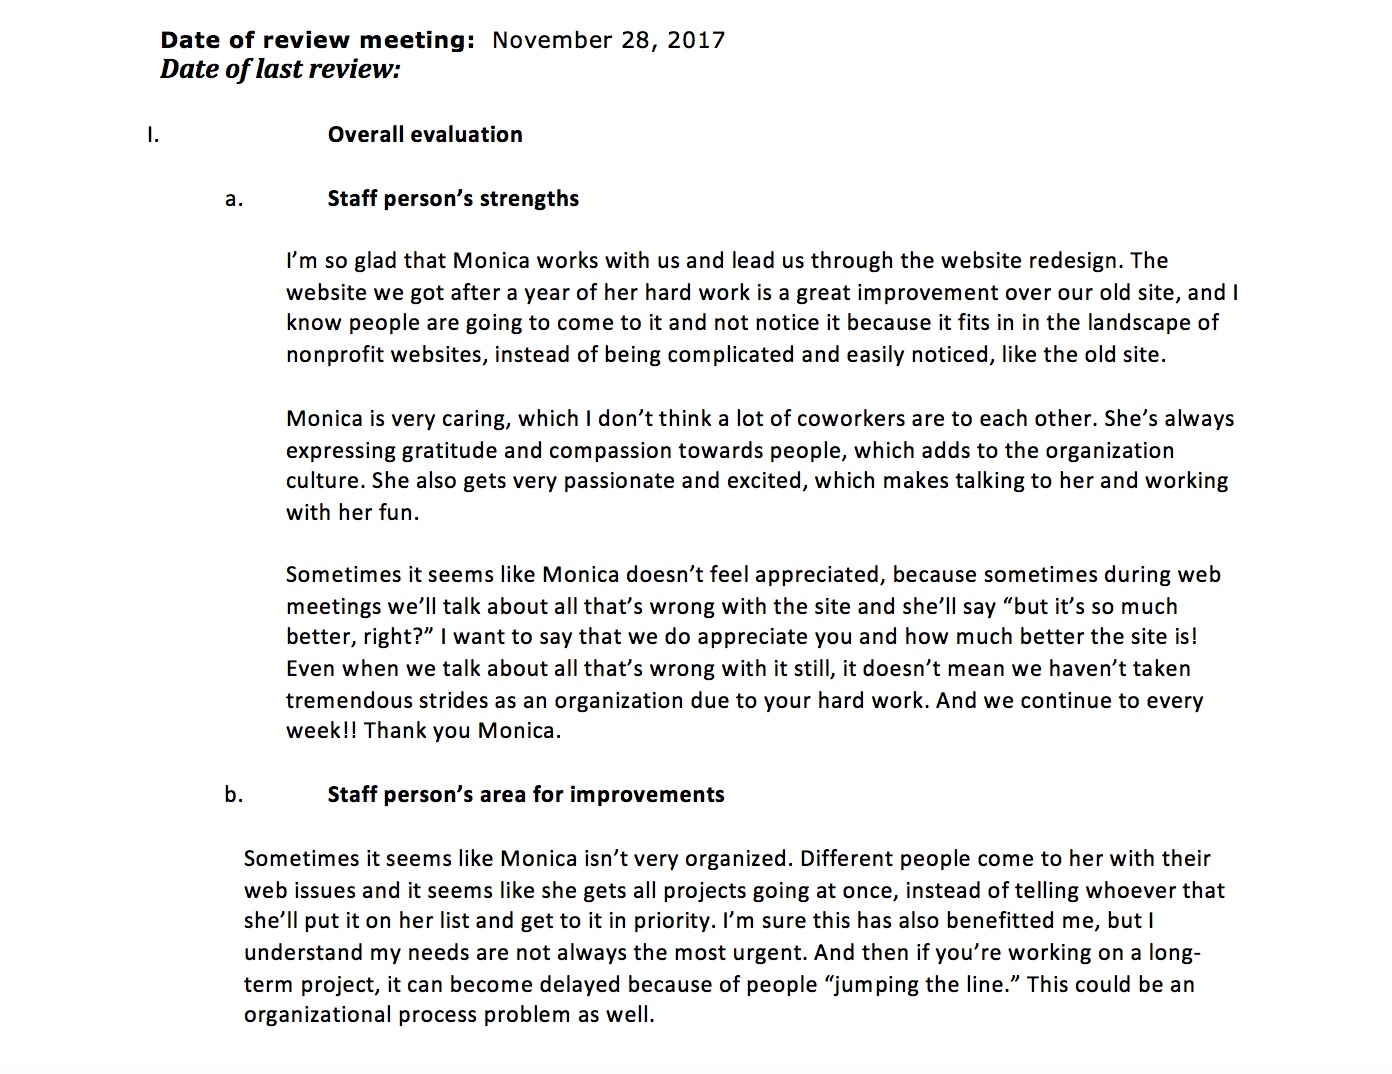 Date of review meeting: November 28, 2017
Date of last review:
I. Overall evaluation
a. Staff person’s strengths
I’m so glad that Monica works with us and lead us through the website redesign. The
website we got after a year of her hard work is a great improvement over our old site, and I
know people are going to come to it and not notice it because it fits in in the landscape of
nonprofit websites, instead of being complicated and easily noticed, like the old site.
Monica is very caring, which I don’t think a lot of coworkers are to each other. She’s always
expressing gratitude and compassion towards people, which adds to the organization
culture. She also gets very passionate and excited, which makes talking to her and working
with her fun.
Sometimes it seems like Monica doesn’t feel appreciated, because sometimes during web
meetings we’ll talk about all that’s wrong with the site and she’ll say “but it’s so much
better, right?” I want to say that we do appreciate you and how much better the site is!
Even when we talk about all that’s wrong with it still, it doesn’t mean we haven’t taken
tremendous strides as an organization due to your hard work. And we continue to every
week!! Thank you Monica.
b. Staff person’s area for improvements
Sometimes it seems like Monica isn’t very organized. Different people come to her with their
web issues and it seems like she gets all projects going at once, instead of telling whoever that
she’ll put it on her list and get to it in priority. I’m sure this has also benefitted me, but I
understand my needs are not always the most urgent. And then if you’re working on a long-
term project, it can become delayed because of people “jumping the line.” This could be an
organizational process problem as well.